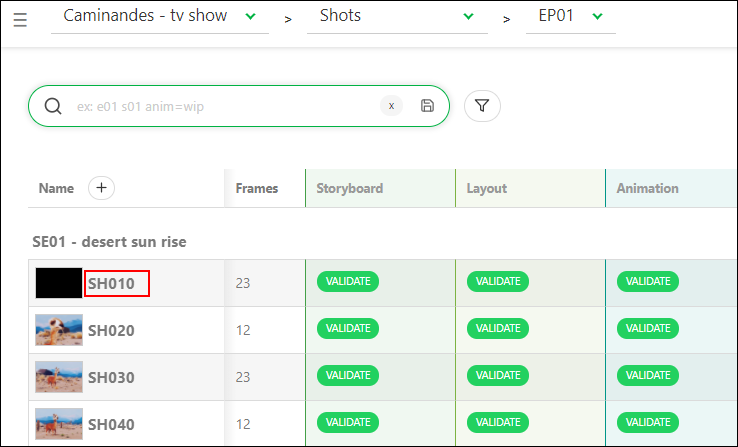 Caminandes - tv show > Shots > EP01
ex: e01 s01 anim=wip x
Name + Frames Storyboard Layout Animation
SE01 - desert sun rise
SH010 23 VALIDATE VALIDATE VALIDATE
SH020 12 VALIDATE VALIDATE VALIDATE
SH030 23 VALIDATE VALIDATE VALIDATE
SH040 12 VALIDATE VALIDATE VALIDATE